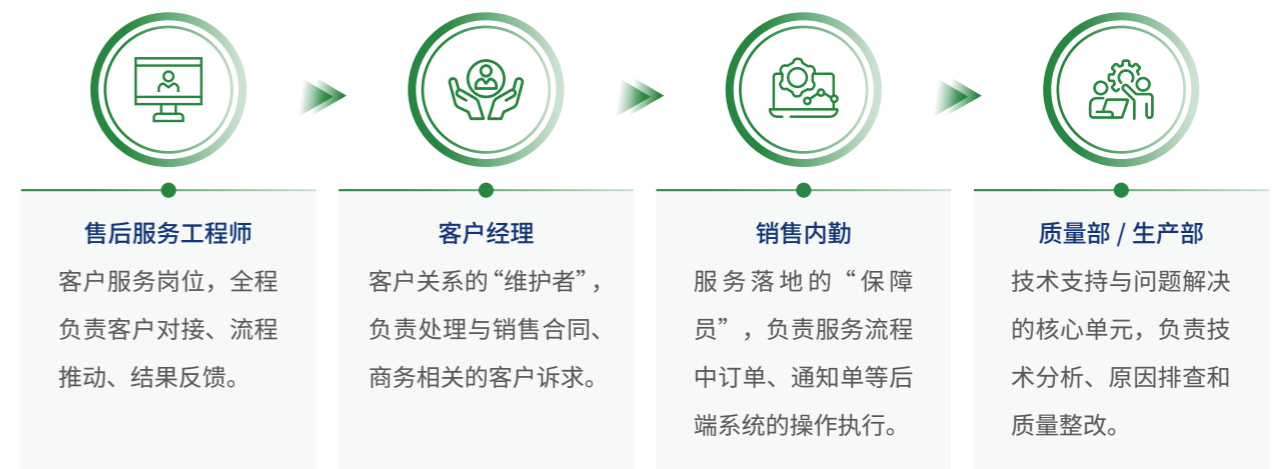 售后服务工程师
客户服务岗位，全程
负责客户对接、流程
推动、结果反馈。
客户经理
客户关系的“维护者”，
负责处理与销售合同、
商务相关的客户诉求。
销售内勤
服务落地的“保障
员”，负责服务流程
中订单、通知单等后
端系统的操作执行。
质量部 / 生产部
技术支持与问题解决
的核心单元，负责技
术分析、原因排查和
质量整改。